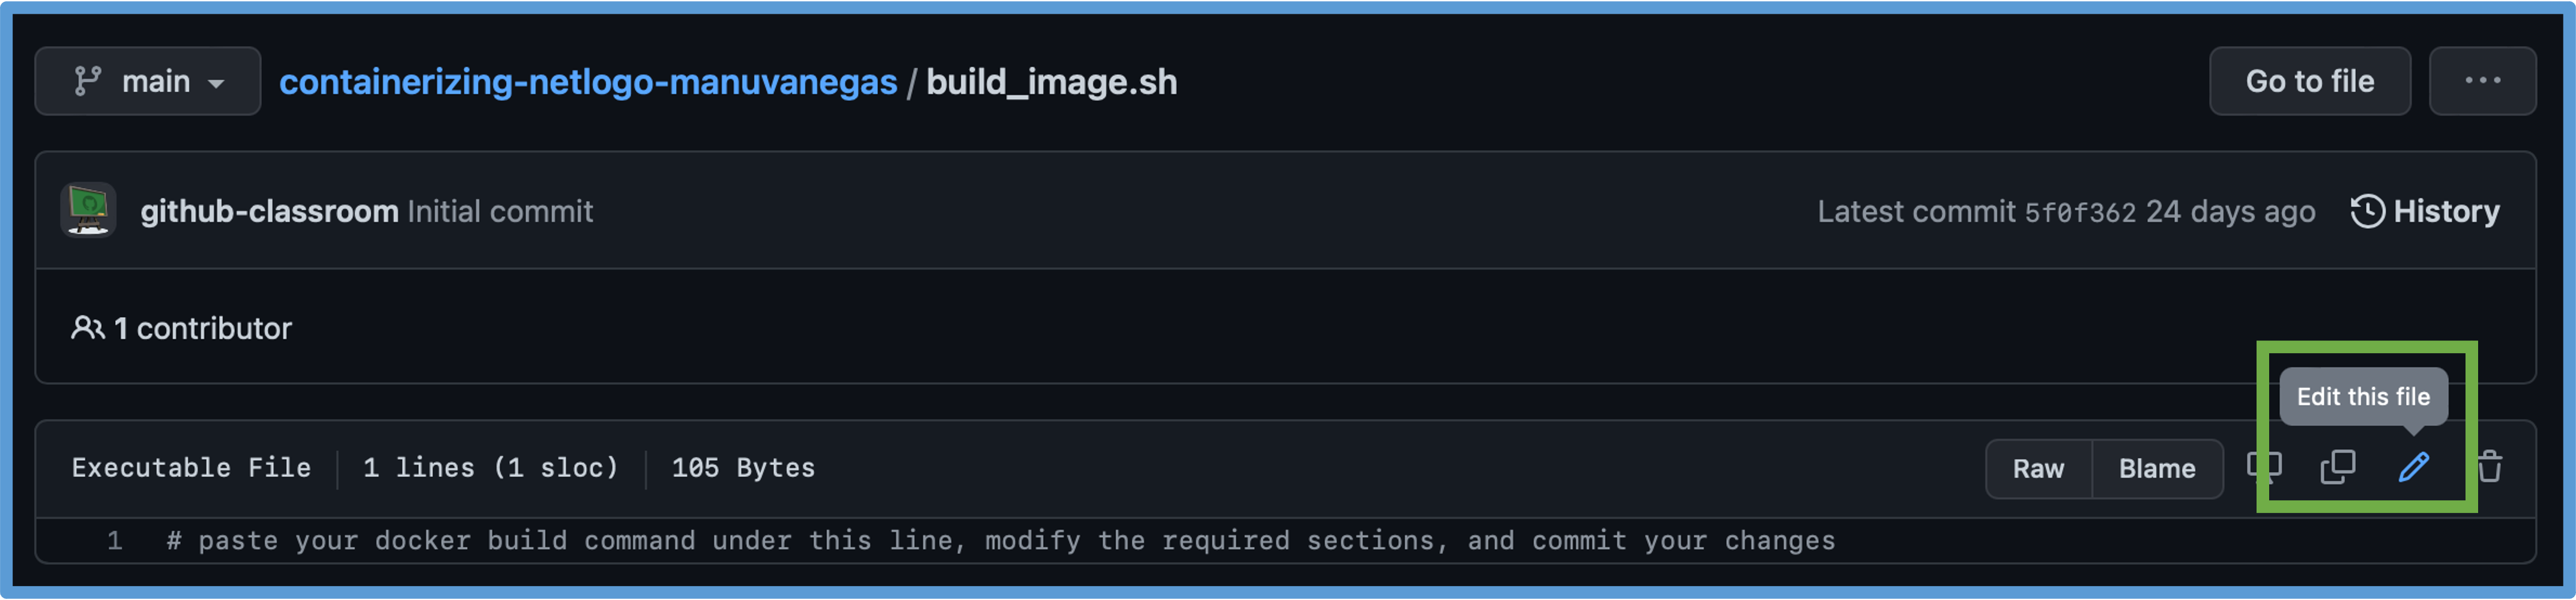 main containerizing-netlogo-manuvanegas / build_image.sh Go to file ...
github-classroom Initial commit Latest commit 5f0f362 24 days ago History
1 contributor
Edit this file
Executable File 1 lines (1 sloc) 105 Bytes Raw Blame
1 # paste your docker build command under this line, modify the required sections, and commit your changes